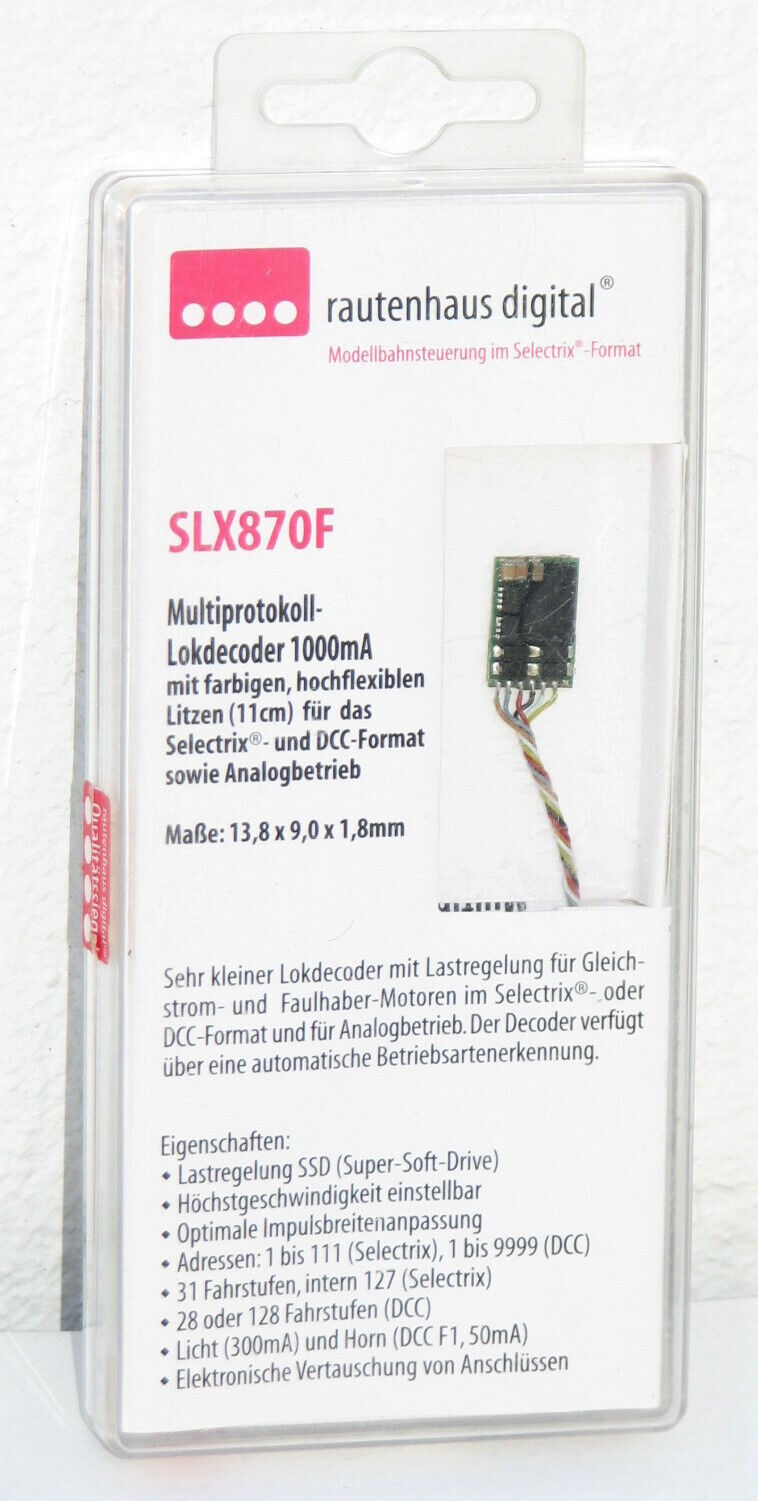 rautenhaus digital®
Modellbahnsteuerung im Selectrix®-Format
SLX870F
Multiprotokoll-
Lokdecoder 1000mA
mit farbigen, hochflexiblen
Litzen (11cm) für das
Selectrix®- und DCC-Format
sowie Analogbetrieb
Maße: 13,8 x 9,0 x 1,8mm
rautenhaus digital®
Sehr kleiner Lokdecoder mit Lastregelung für Gleich-
strom- und Faulhaber-Motoren im Selectrix®- oder
DCC-Format und für Analogbetrieb. Der Decoder verfügt
über eine automatische Betriebsartenerkennung.
Eigenschaften:
• Lastregelung SSD (Super-Soft-Drive)
• Höchstgeschwindigkeit einstellbar
• Optimale Impulsbreitenanpassung
• Adressen: 1 bis 111 (Selectrix), 1 bis 9999 (DCC)
• 31 Fahrstufen, intern 127 (Selectrix)
• 28 oder 128 Fahrstufen (DCC)
• Licht (300mA) und Horn (DCC F1, 50mA)
• Elektronische Vertauschung von Anschlüssen